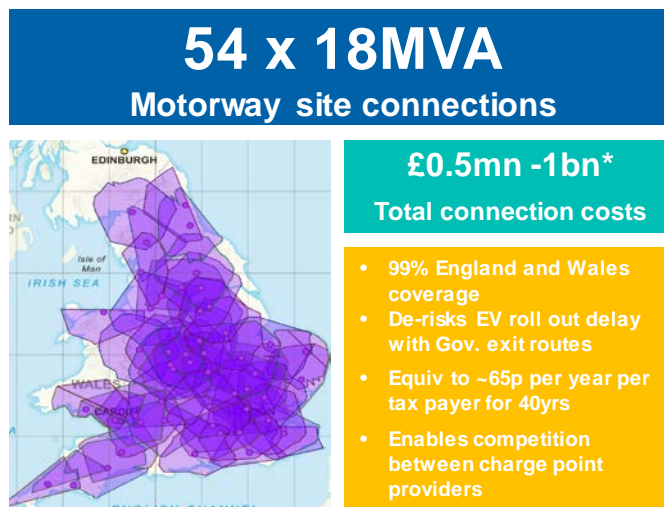 54 x 18MVA
Motorway site connections
EDINBURGH
Isle of
Man
IRISH SEA
WALES
CARDIFF
£0.5mn -1bn*
Total connection costs
• 99% England and Wales
coverage
• De-risks EV roll out delay
with Gov. exit routes
• Equiv to ~65p per year per
tax payer for 40yrs
• Enables competition
between charge point
providers